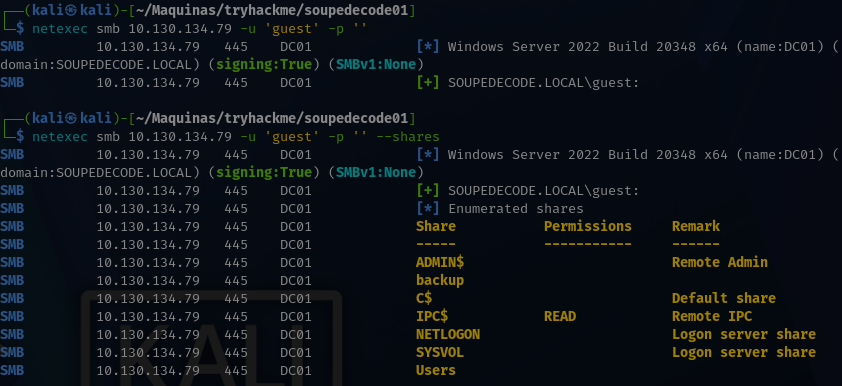 ┌──(kali㉿kali)-[~/Maquinas/tryhackme/soupedecode01]
└─$ netexec smb 10.130.134.79 -u 'guest' -p ''
SMB         10.130.134.79   445    DC01             [*] Windows Server 2022 Build 20348 x64 (name:DC01) (
domain:SOUPEDECODE.LOCAL) (signing:True) (SMBv1:None)
SMB         10.130.134.79   445    DC01             [+] SOUPEDECODE.LOCAL\guest:
┌──(kali㉿kali)-[~/Maquinas/tryhackme/soupedecode01]
└─$ netexec smb 10.130.134.79 -u 'guest' -p '' --shares
SMB         10.130.134.79   445    DC01             [*] Windows Server 2022 Build 20348 x64 (name:DC01) (
domain:SOUPEDECODE.LOCAL) (signing:True) (SMBv1:None)
SMB         10.130.134.79   445    DC01             [+] SOUPEDECODE.LOCAL\guest:
SMB         10.130.134.79   445    DC01             [*] Enumerated shares
SMB         10.130.134.79   445    DC01             Share           Permissions     Remark
SMB         10.130.134.79   445    DC01             -----           -----------     ------
SMB         10.130.134.79   445    DC01             ADMIN$                          Remote Admin
SMB         10.130.134.79   445    DC01             backup
SMB         10.130.134.79   445    DC01             C$                              Default share
SMB         10.130.134.79   445    DC01             IPC$            READ            Remote IPC
SMB         10.130.134.79   445    DC01             NETLOGON                        Logon server share
SMB         10.130.134.79   445    DC01             SYSVOL                          Logon server share
SMB         10.130.134.79   445    DC01             Users
KALI